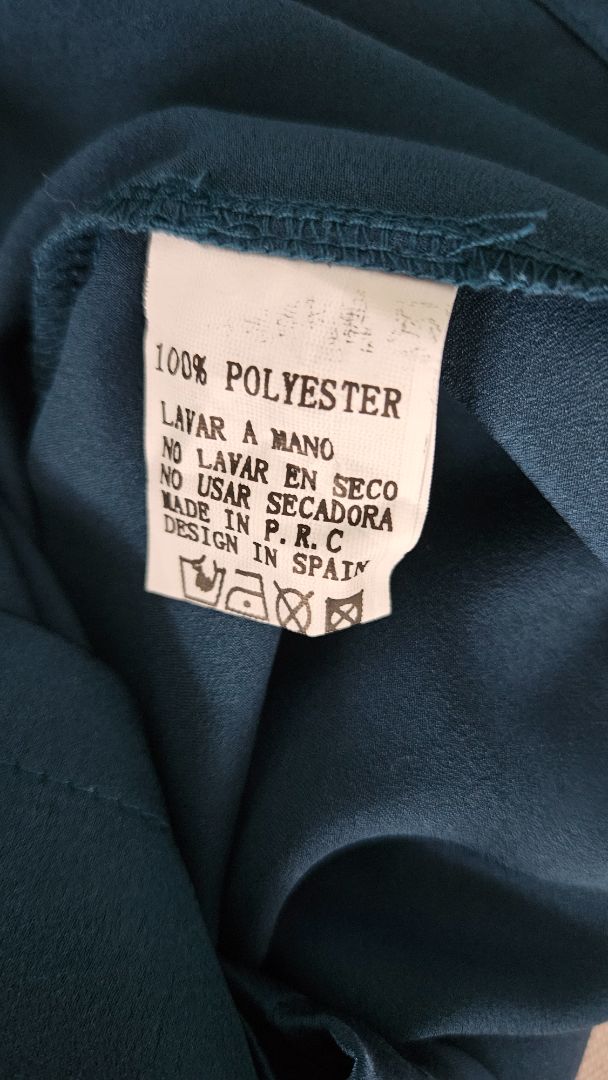 100% POLYESTER
LAVAR A MANO
NO LAVAR EN SECO
NO USAR SECADORA
MADE IN P.R.C
DESIGN IN SPAIN